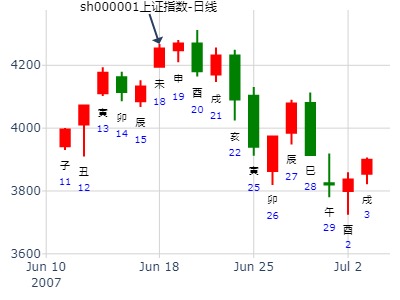 sh000001上证指数-日线
4200
4000
3800
3600
子
11
丑
12
寅
13
卯
14
辰
15
未
18
申
19
酉
20
戌
21
亥
22
寅
25
卯
26
辰
27
巳
28
午
29
酉
2
戌
3
Jun 10
2007
Jun 18
Jun 25
Jul 2